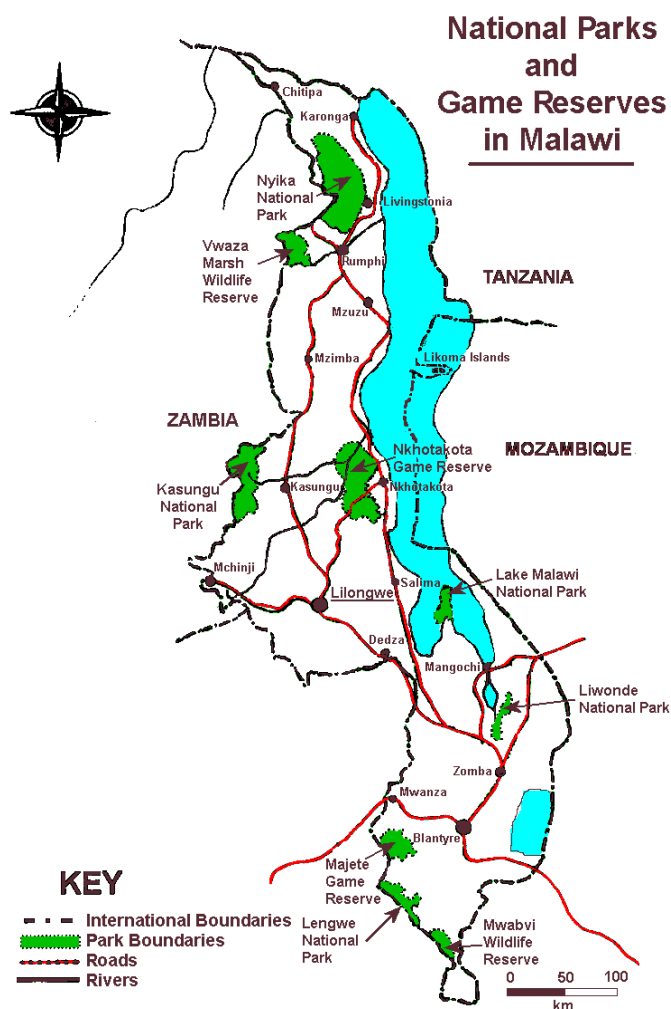 National Parks
and
Game Reserves
in Malawi
Chitipa
Karonga
Nyika
National
Park
Livingstonia
Vwaza
Marsh
Wildlife
Reserve
Rumphi
TANZANIA
Mzuzu
Mzimba
Likoma Islands
ZAMBIA
MOZAMBIQUE
Nkhotakota
Game Reserve
Kasungu
National
Park
Kasungu
Nkhotakota
Mchinji
Salima
Lake Malawi
National Park
Lilongwe
Dedza
Mangochi
Liwonde
National Park
Zomba
Mwanza
Blantyre
Majete
Game
Reserve
Lengwe
National
Park
Mwabvi
Wildlife
Reserve
KEY
International Boundaries
Park Boundaries
Roads
Rivers
0 50 100
km